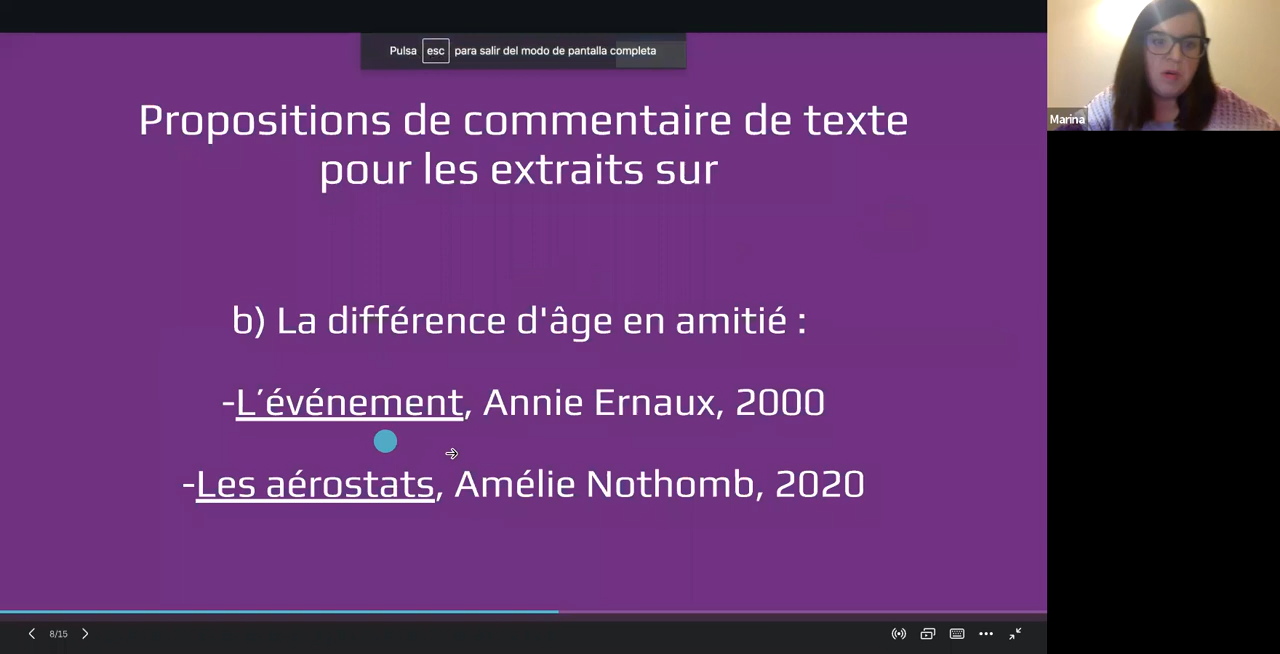 Pulsa esc para salir del modo de pantalla completa
Marina
Propositions de commentaire de texte
pour les extraits sur
b) La différence d'âge en amitié :
-L´événement, Annie Ernaux, 2000
-Les aérostats, Amélie Nothomb, 2020
8/15